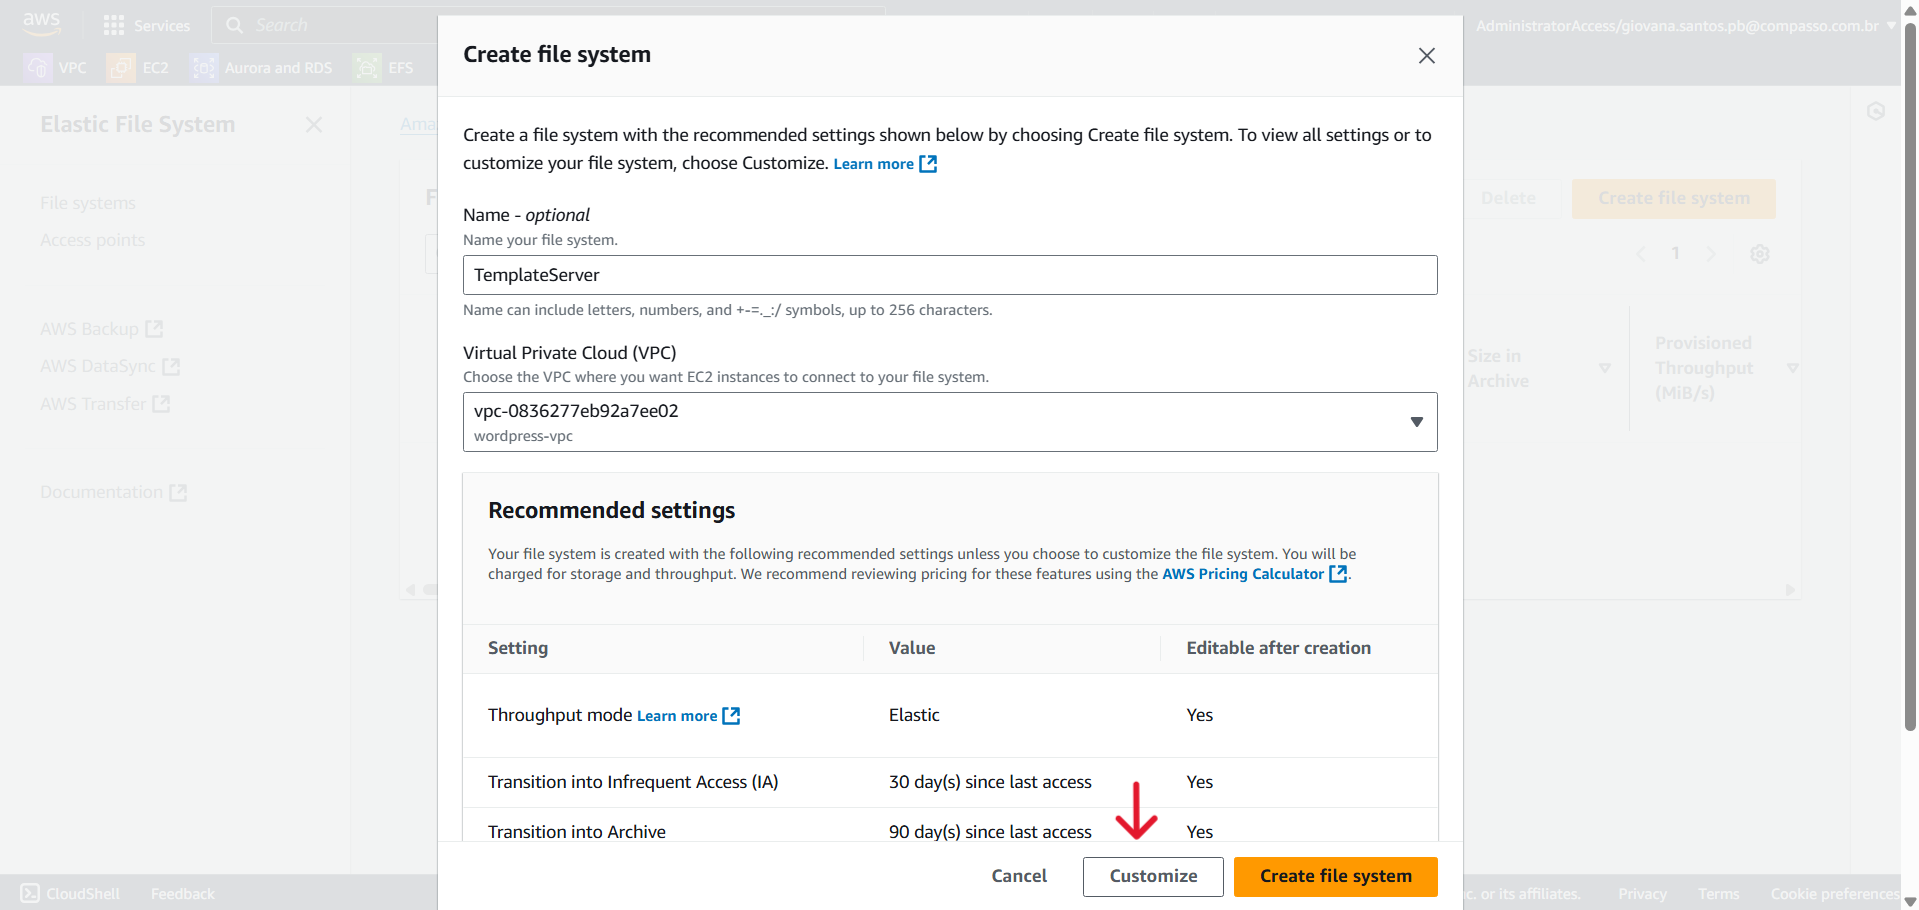 aws
Services
Search
AdministratorAccess/giovana.santos.pb@compasso.com.br
VPC
EC2
Aurora and RDS
EFS
Elastic File System
File systems
Access points
AWS Backup
AWS DataSync
AWS Transfer
Documentation
Create file system
Create a file system with the recommended settings shown below by choosing Create file system. To view all settings or to
customize your file system, choose Customize. Learn more
Name - optional
Name your file system.
TemplateServer
Name can include letters, numbers, and +-=._:/ symbols, up to 256 characters.
Virtual Private Cloud (VPC)
Choose the VPC where you want EC2 instances to connect to your file system.
vpc-0836277eb92a7ee02
wordpress-vpc
Recommended settings
Your file system is created with the following recommended settings unless you choose to customize the file system. You will be
charged for storage and throughput. We recommend reviewing pricing for these features using the AWS Pricing Calculator.
Setting Value Editable after creation
Throughput mode Learn more Elastic Yes
Transition into Infrequent Access (IA) 30 day(s) since last access Yes
Transition into Archive 90 day(s) since last access Yes
Cancel
Customize
Create file system
Delete
Create file system
1
Size in
Archive
Provisioned
Throughput
(MiB/s)
CloudShell
Feedback
or its affiliates.
Privacy
Terms
Cookie preferences